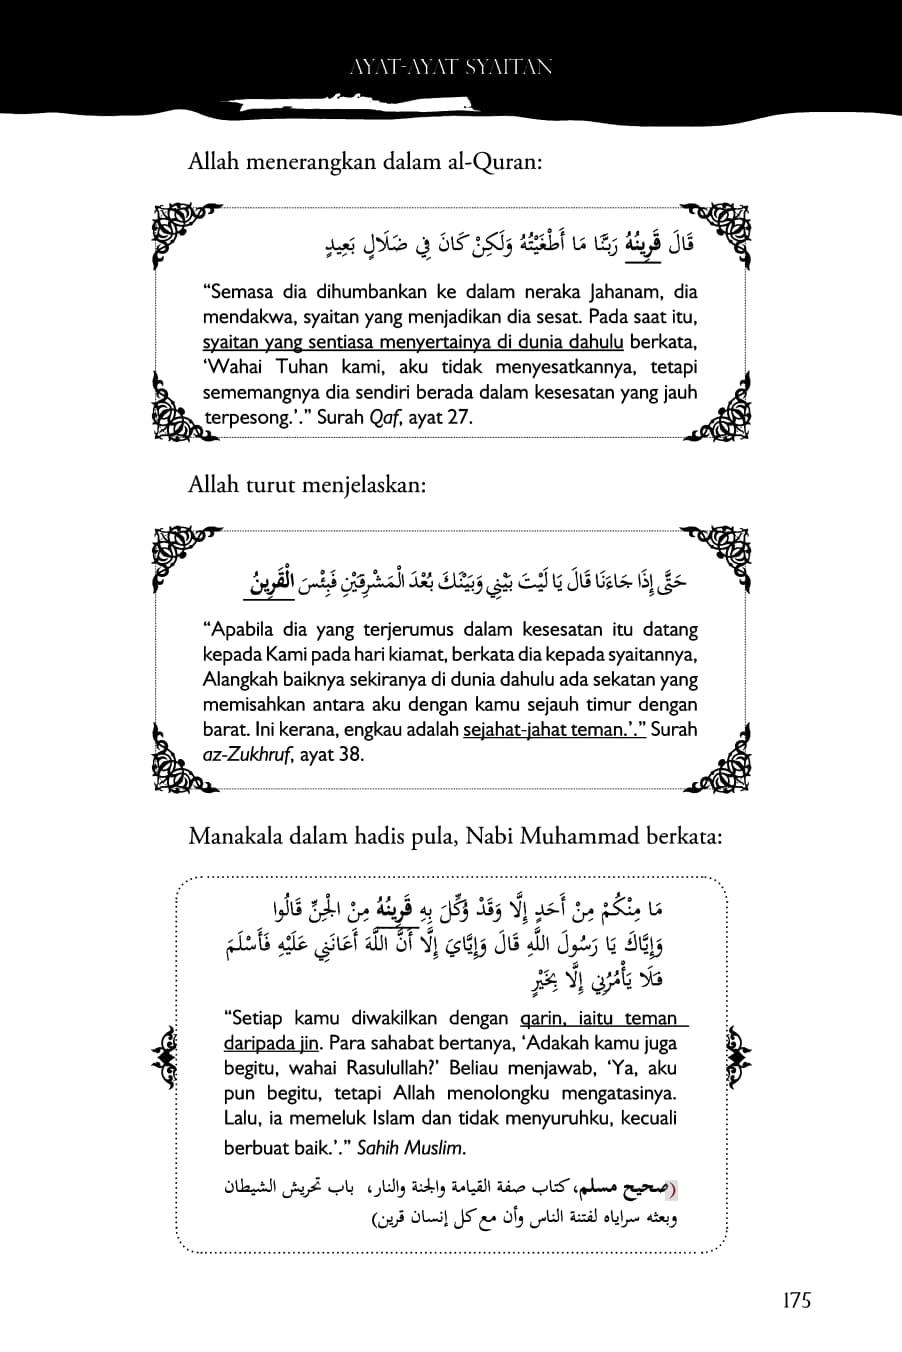 AYAT-AYAT SYAITAN
Allah menerangkan dalam al-Quran:
قَالَ قَرِينُهُ رَبَّنَا مَا أَطْغَيْتُهُ وَلَكِنْ كَانَ فِي ضَلَالٍ بَعِيدٍ
“Semasa dia dihumbankan ke dalam neraka Jahanam, dia
mendakwa, syaitan yang menjadikan dia sesat. Pada saat itu,
syaitan yang sentiasa menyertainya di dunia dahulu berkata,
‘Wahai Tuhan kami, aku tidak menyesatkannya, tetapi
sememangnya dia sendiri berada dalam kesesatan yang jauh
terpesong.’.” Surah Qaf, ayat 27.
Allah turut menjelaskan:
حَتَّى إِذَا جَاءَنَا قَالَ يَا لَيْتَ بَيْنِي وَبَيْنَكَ بُعْدَ الْمَشْرِقَيْنِ فَبِئْسَ الْقَرِينُ
“Apabila dia yang terjerumus dalam kesesatan itu datang
kepada Kami pada hari kiamat, berkata dia kepada syaitannya,
Alangkah baiknya sekiranya di dunia dahulu ada sekatan yang
memisahkan antara aku dengan kamu sejauh timur dengan
barat. Ini kerana, engkau adalah sejahat-jahat teman.’.” Surah
az-Zukhruf, ayat 38.
Manakala dalam hadis pula, Nabi Muhammad berkata:
مَا مِنْكُمْ مِنْ أَحَدٍ إِلَّا وَقَدْ وُكِّلَ بِهِ قَرِينُهُ مِنْ الْجِنِّ قَالُوا
وَإِيَّاكَ يَا رَسُولَ اللَّهِ قَالَ وَإِيَّايَ إِلَّا أَنَّ اللَّهَ أَعَانَنِي عَلَيْهِ فَأَسْلَمَ
فَلَا يَأْمُرُنِي إِلَّا بِخَيْرٍ
“Setiap kamu diwakilkan dengan qarin, iaitu teman
daripada jin. Para sahabat bertanya, ‘Adakah kamu juga
begitu, wahai Rasulullah?’ Beliau menjawab, ‘Ya, aku
pun begitu, tetapi Allah menolongku mengatasinya.
Lalu, ia memeluk Islam dan tidak menyuruhku, kecuali
berbuat baik.’.” Sahih Muslim.
(صحيح مسلم، كتاب صفة القيامة والجنة والنار، باب تحريش الشيطان
وبعثه سراياه لفتنة الناس وأن مع كل إنسان قرين)
175